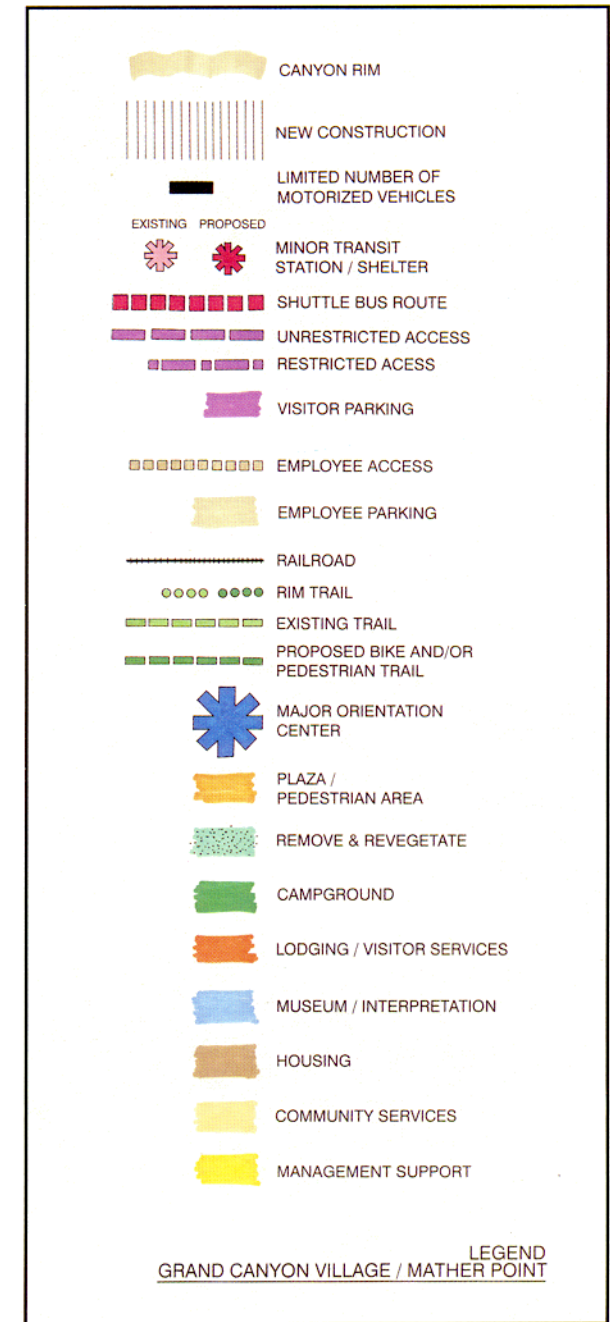 CANYON RIM
NEW CONSTRUCTION
LIMITED NUMBER OF
MOTORIZED VEHICLES
EXISTING PROPOSED
MINOR TRANSIT
STATION / SHELTER
SHUTTLE BUS ROUTE
UNRESTRICTED ACCESS
RESTRICTED ACESS
VISITOR PARKING
EMPLOYEE ACCESS
EMPLOYEE PARKING
RAILROAD
RIM TRAIL
EXISTING TRAIL
PROPOSED BIKE AND/OR
PEDESTRIAN TRAIL
MAJOR ORIENTATION
CENTER
PLAZA /
PEDESTRIAN AREA
REMOVE & REVEGETATE
CAMPGROUND
LODGING / VISITOR SERVICES
MUSEUM / INTERPRETATION
HOUSING
COMMUNITY SERVICES
MANAGEMENT SUPPORT
LEGEND
GRAND CANYON VILLAGE / MATHER POINT